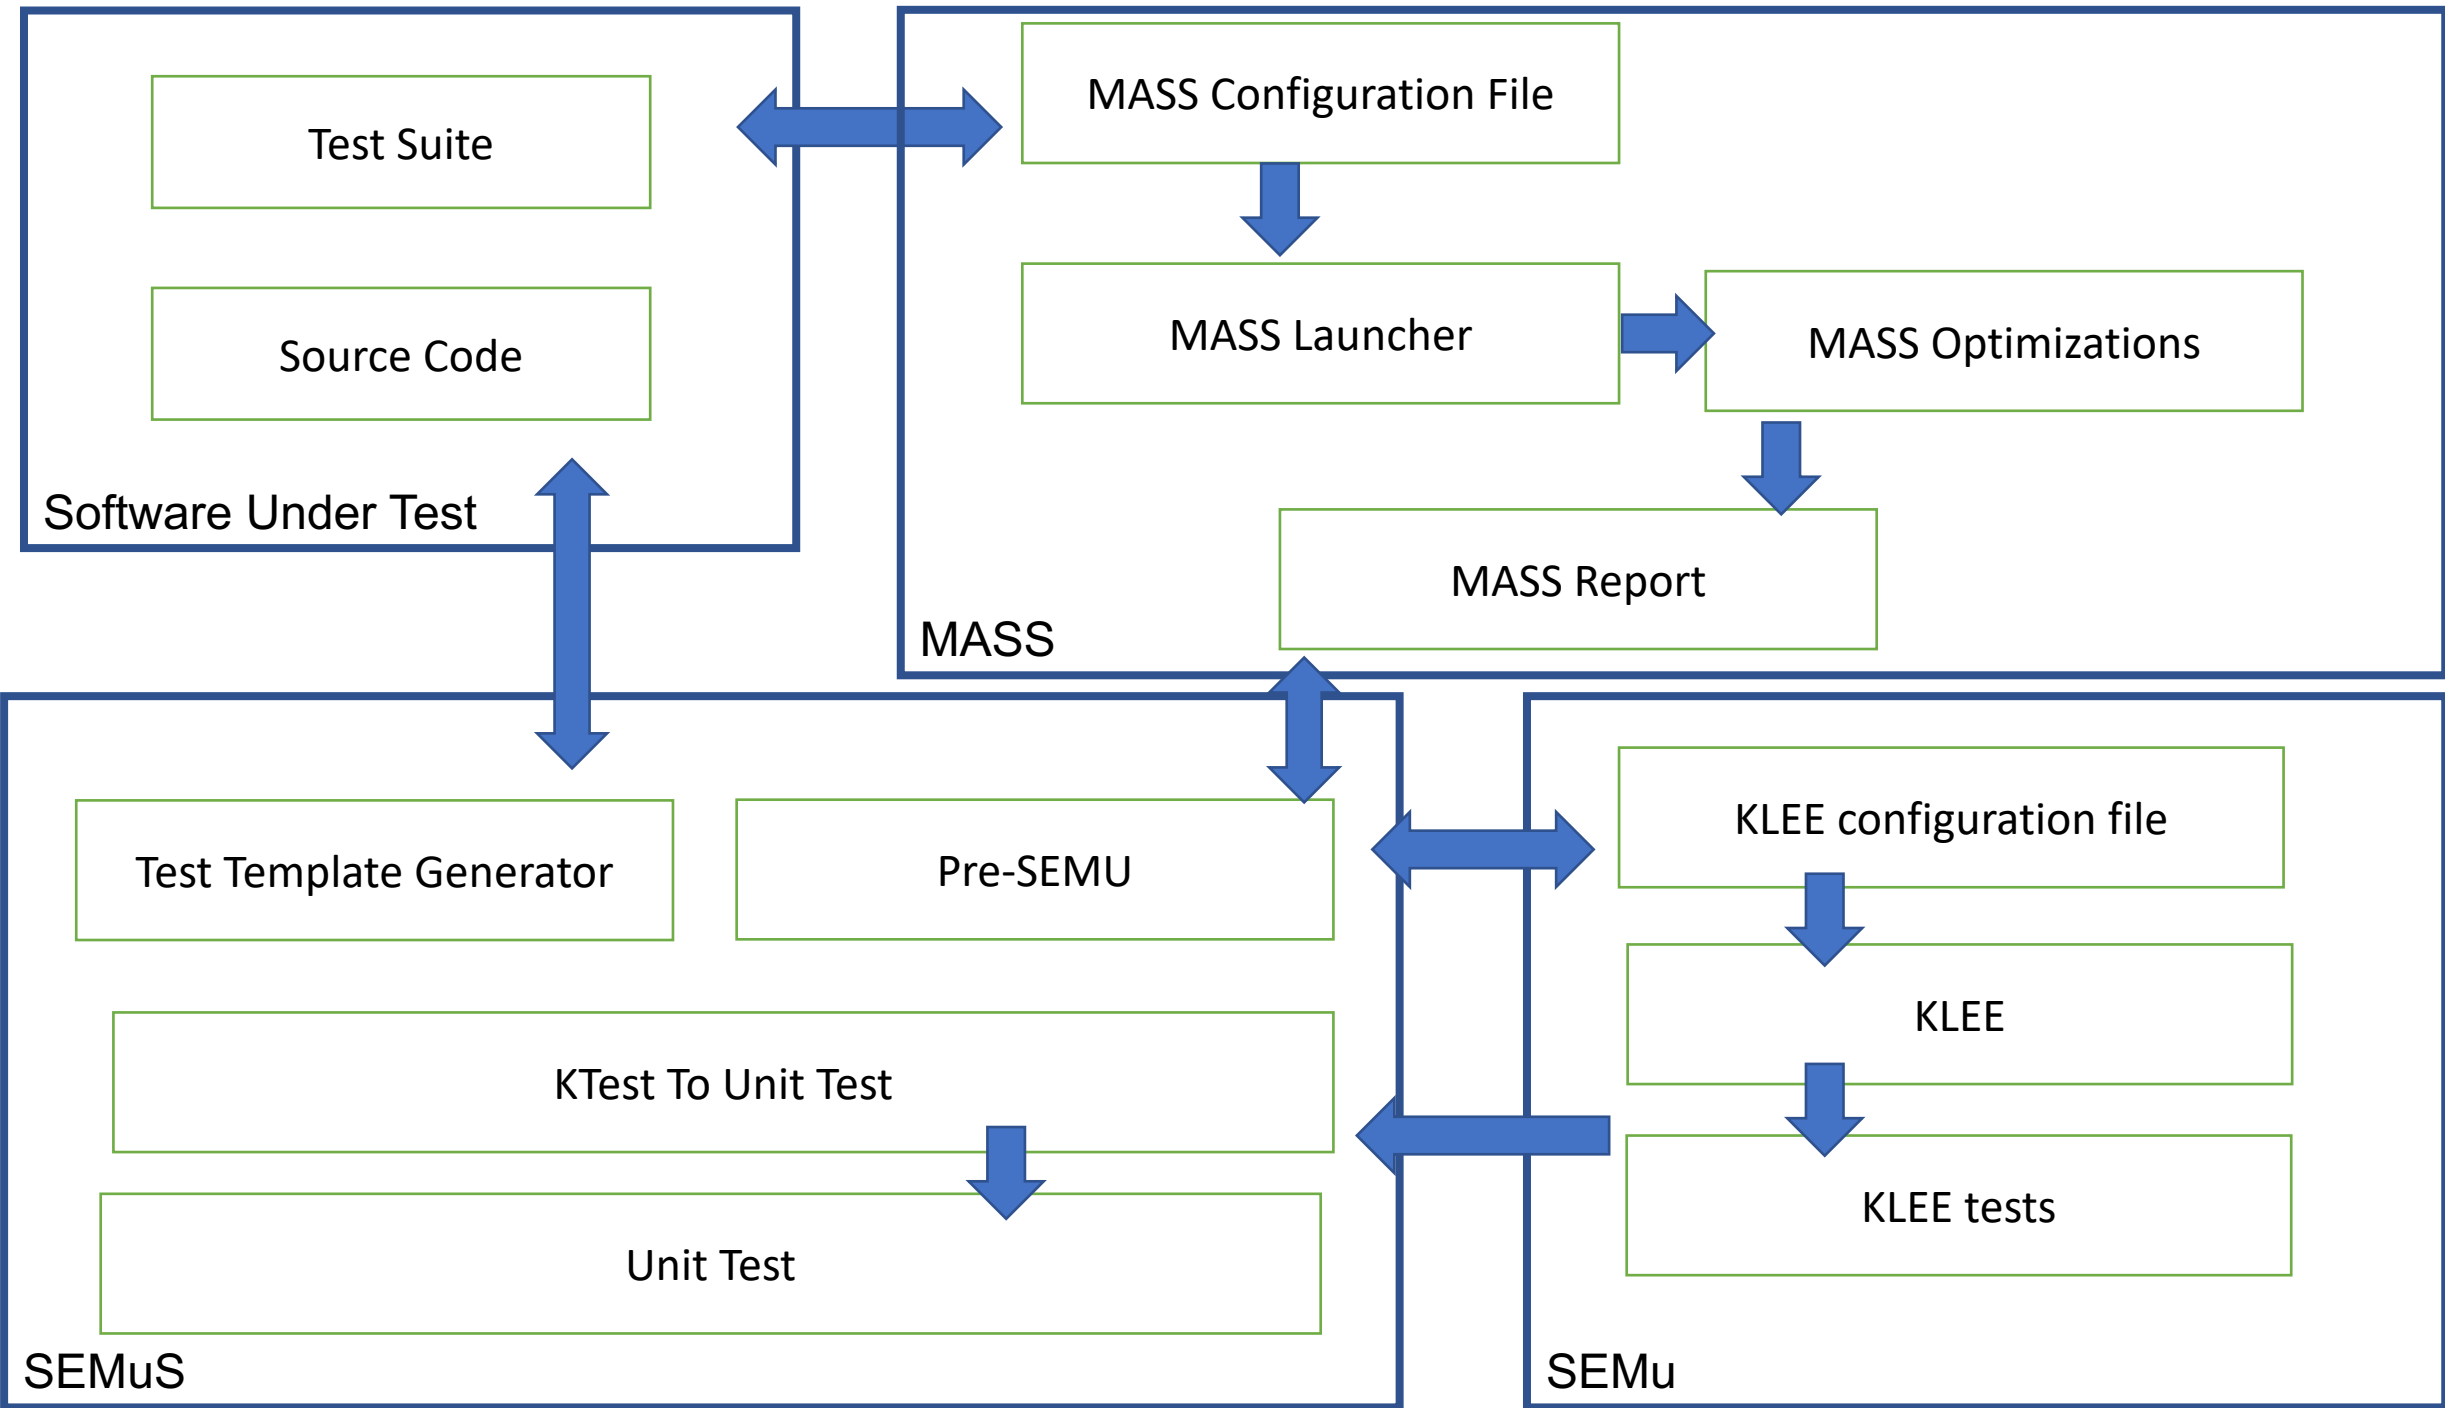 Test Suite
Source Code
Software Under Test
MASS Configuration File
MASS Launcher
MASS Optimizations
MASS Report
MASS
Test Template Generator
Pre-SEMU
KTest To Unit Test
Unit Test
SEMuS
KLEE configuration file
KLEE
KLEE tests
SEMu